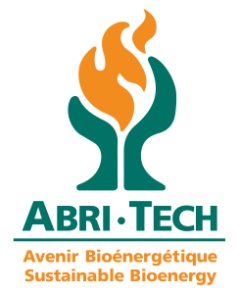 ABRI·TECH
Avenir Bioénergétique
Sustainable Bioenergy